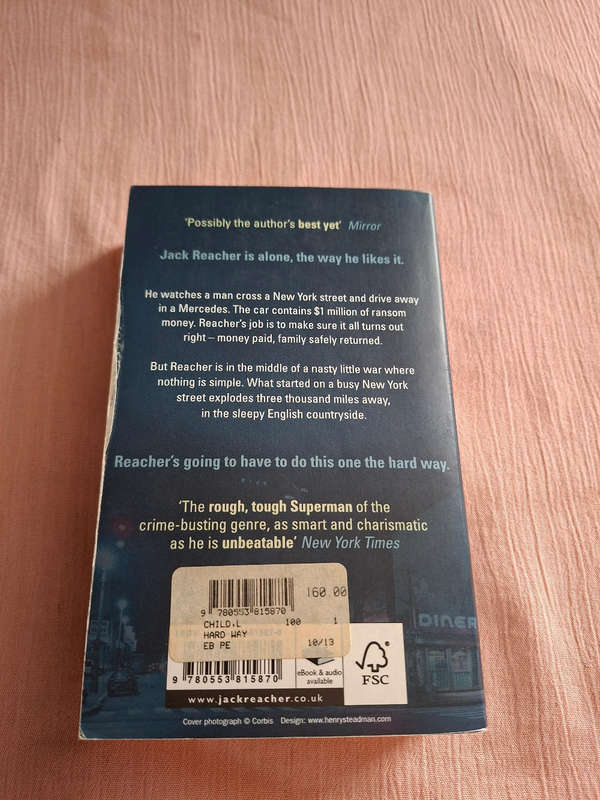 'Possibly the author's best yet' Mirror
Jack Reacher is alone, the way he likes it.
He watches a man cross a New York street and drive away
in a Mercedes. The car contains $1 million of ransom
money. Reacher's job is to make sure it all turns out
right – money paid, family safely returned.
But Reacher is in the middle of a nasty little war where
nothing is simple. What started on a busy New York
street explodes three thousand miles away,
in the sleepy English countryside.
Reacher's going to have to do this one the hard way.
'The rough, tough Superman of the
crime-busting genre, as smart and charismatic
as he is unbeatable' New York Times
160.00
9 780553 815870
CHILD,L 100 1
HARD WAY
EB PE 10/13
DINER
eBook & audio
available
FSC
9 780553 815870
www.jackreacher.co.uk
Cover photograph © Corbis Design: www.henrysteadman.com